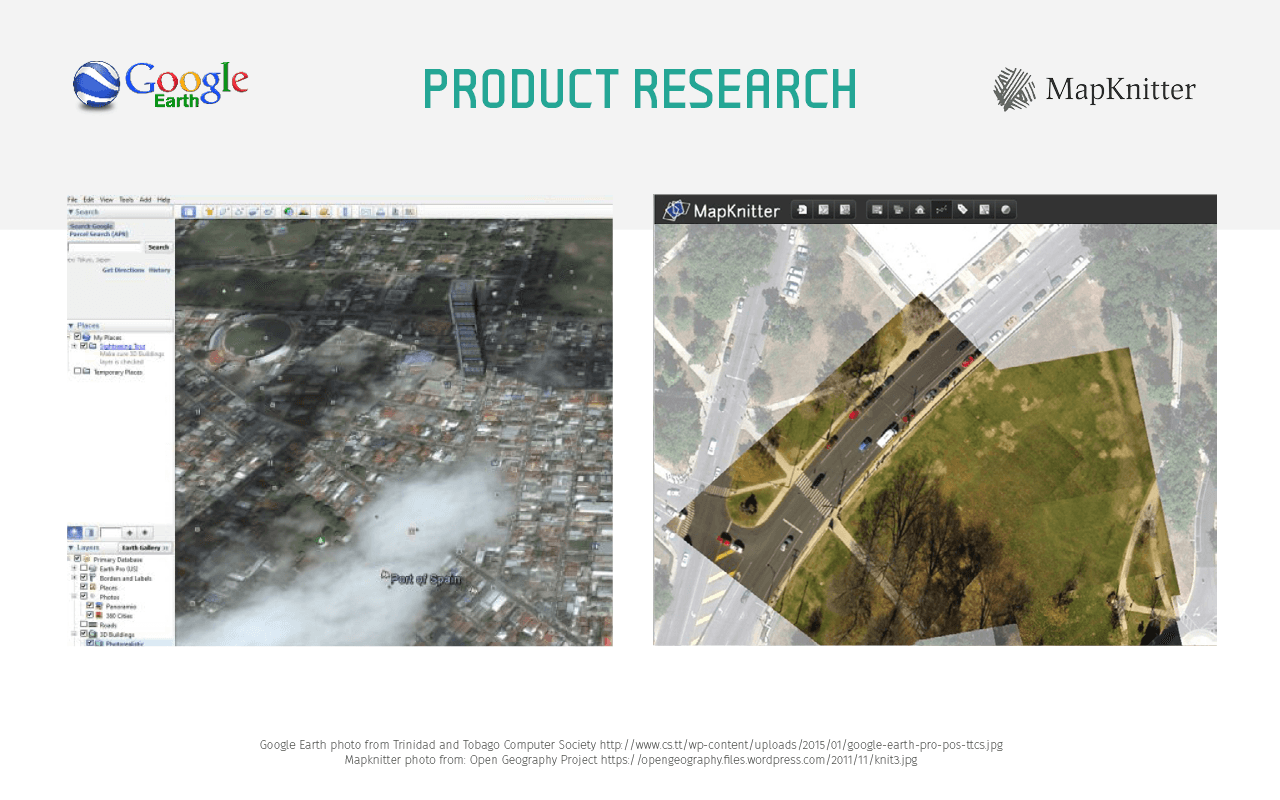 Google
Earth
PRODUCT RESEARCH
MapKnitter
File Edit View Tools Add Help
Search
Search Google
Parcel Search (APN)
Search
Tokyo, Japan
Get Directions History
Places
My Places
Sightseeing Tour
Make sure 3D Buildings
layer is checked
Temporary Places
Layers
Earth Gallery >>
Primary Database
Earth Pro (US)
Borders and Labels
Places
Photos
Panoramio
360 Cities
Roads
3D Buildings
Photorealistic
Port of Spain
MapKnitter
Google Earth photo from Trinidad and Tobago Computer Society http://www.cs.tt/wp-content/uploads/2015/01/google-earth-pro-pos-ttcs.jpg
Mapknitter photo from: Open Geography Project https://opengeography.files.wordpress.com/2011/11/knit3.jpg